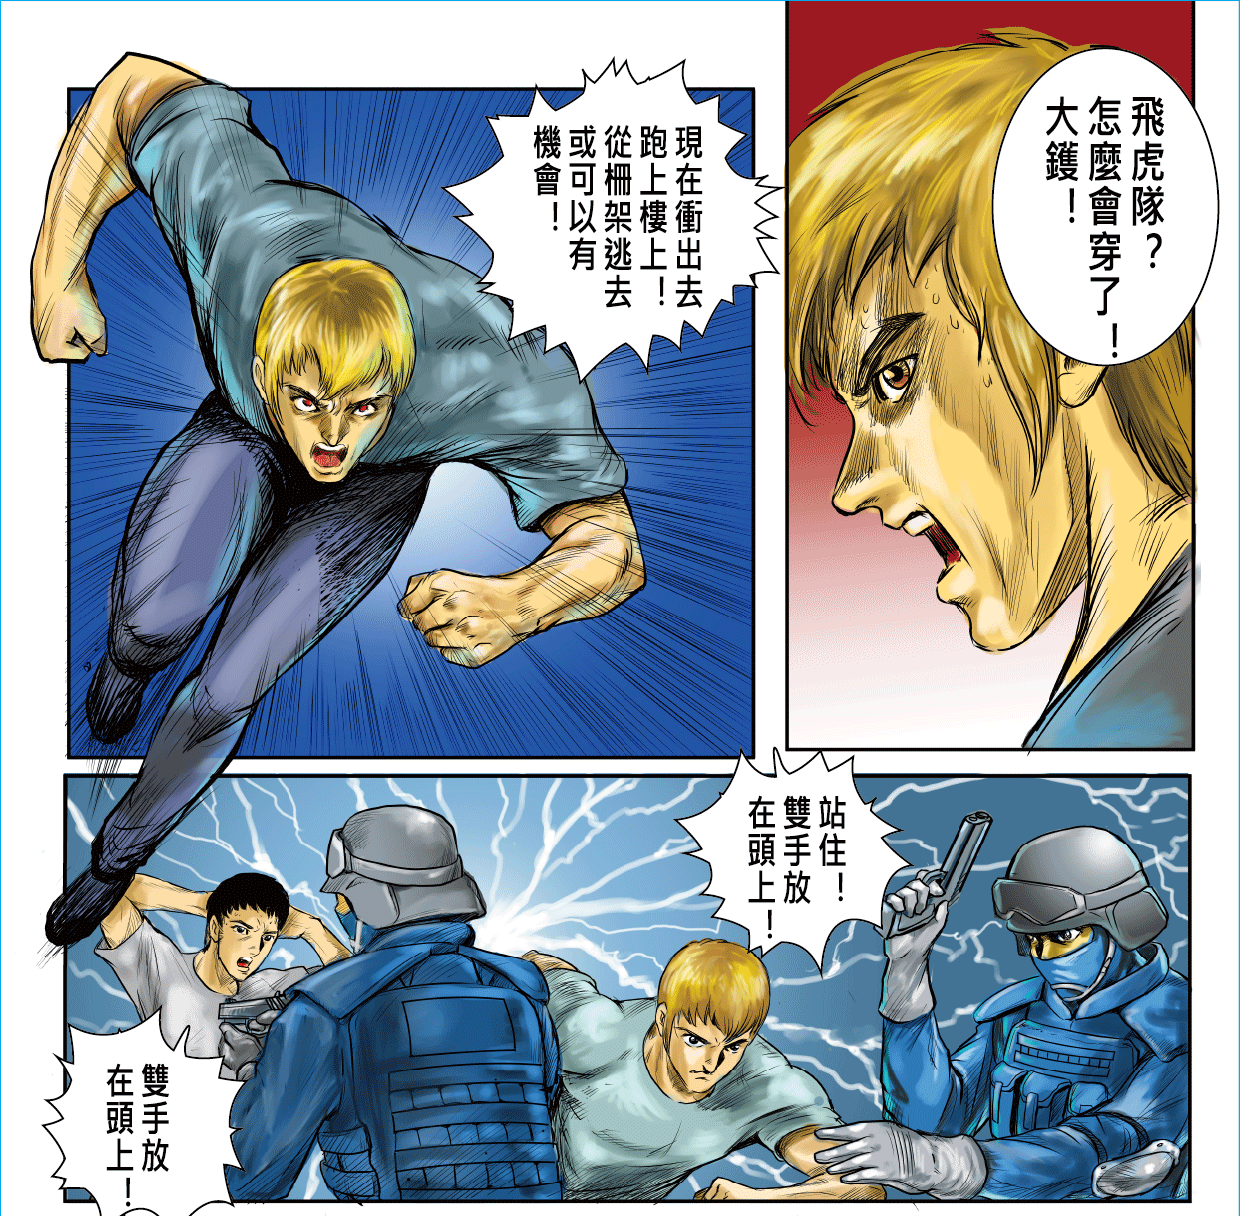 飛虎隊？
怎麼會穿了！
大鑊！
現在衝出去
跑上樓上！
從柵架逃去
或可以有
機會！
站住！
雙手放
在頭上！
雙手放
在頭上！